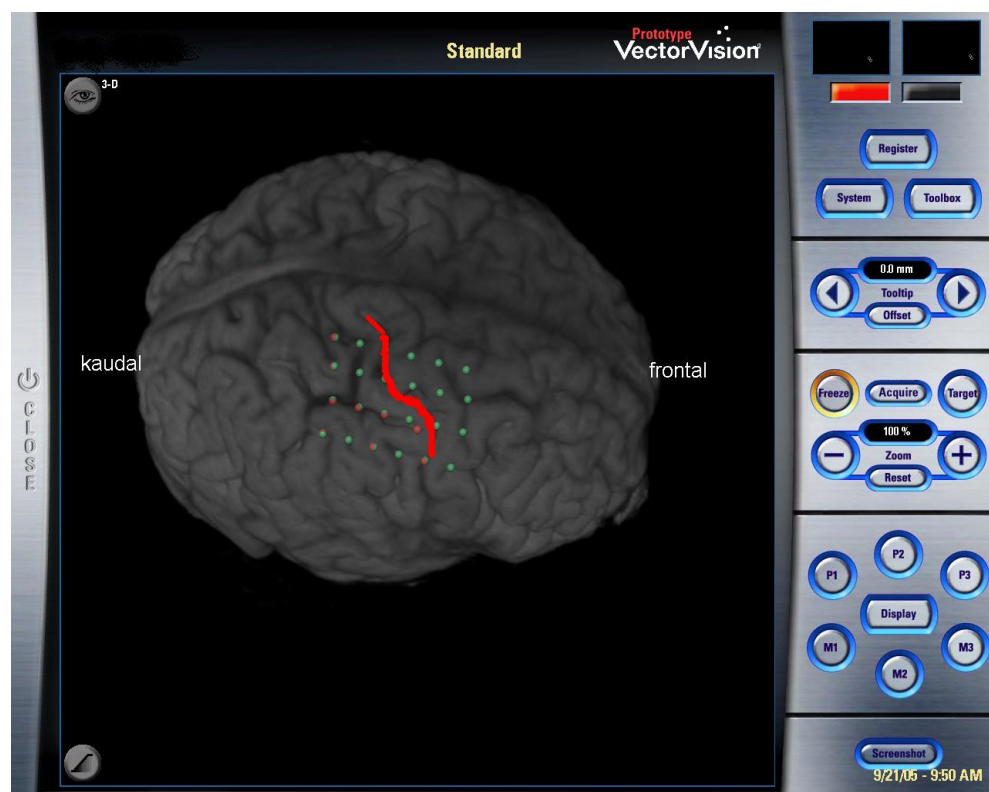 Prototype
Standard
VectorVision
3-D
Register
System
Toolbox
0.0 mm
Tooltip
Offset
kaudal
frontal
CLOSE
Freeze
Acquire
Target
100 %
Zoom
Reset
P2
P1
P3
Display
M1
M3
M2
Screenshot
9/21/05 - 9:50 AM